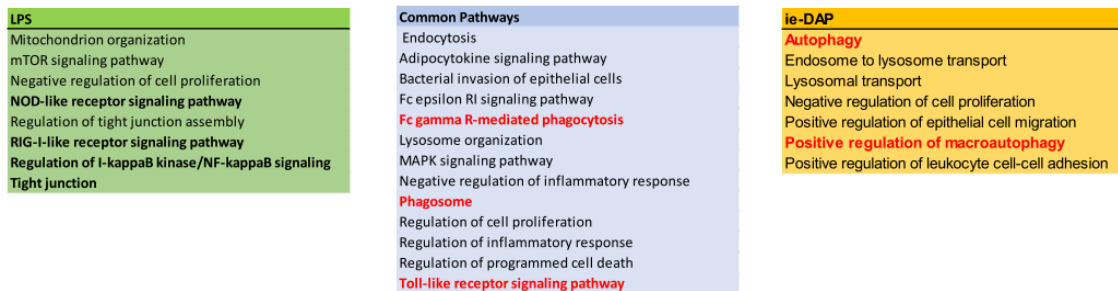 LPS
Mitochondrion organization
mTOR signaling pathway
Negative regulation of cell proliferation
NOD-like receptor signaling pathway
Regulation of tight junction assembly
RIG-I-like receptor signaling pathway
Regulation of I-kappaB kinase/NF-kappaB signaling
Tight junction
Common Pathways
Endocytosis
Adipocytokine signaling pathway
Bacterial invasion of epithelial cells
Fc epsilon RI signaling pathway
Fc gamma R-mediated phagocytosis
Lysosome organization
MAPK signaling pathway
Negative regulation of inflammatory response
Phagosome
Regulation of cell proliferation
Regulation of inflammatory response
Regulation of programmed cell death
Toll-like receptor signaling pathway
ie-DAP
Autophagy
Endosome to lysosome transport
Lysosomal transport
Negative regulation of cell proliferation
Positive regulation of epithelial cell migration
Positive regulation of macroautophagy
Positive regulation of leukocyte cell-cell adhesion